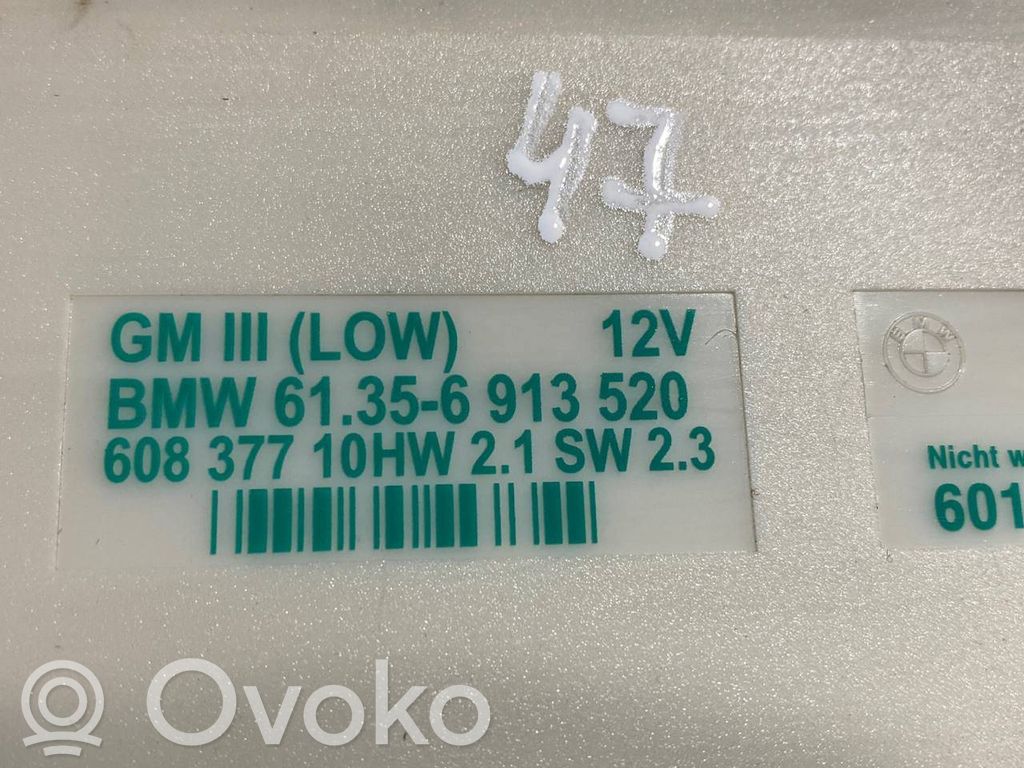 47
GM III (LOW) 12V
BMW 61.35-6 913 520
608 377 10HW 2.1 SW 2.3
BMW
Nicht w
601
Ovoko